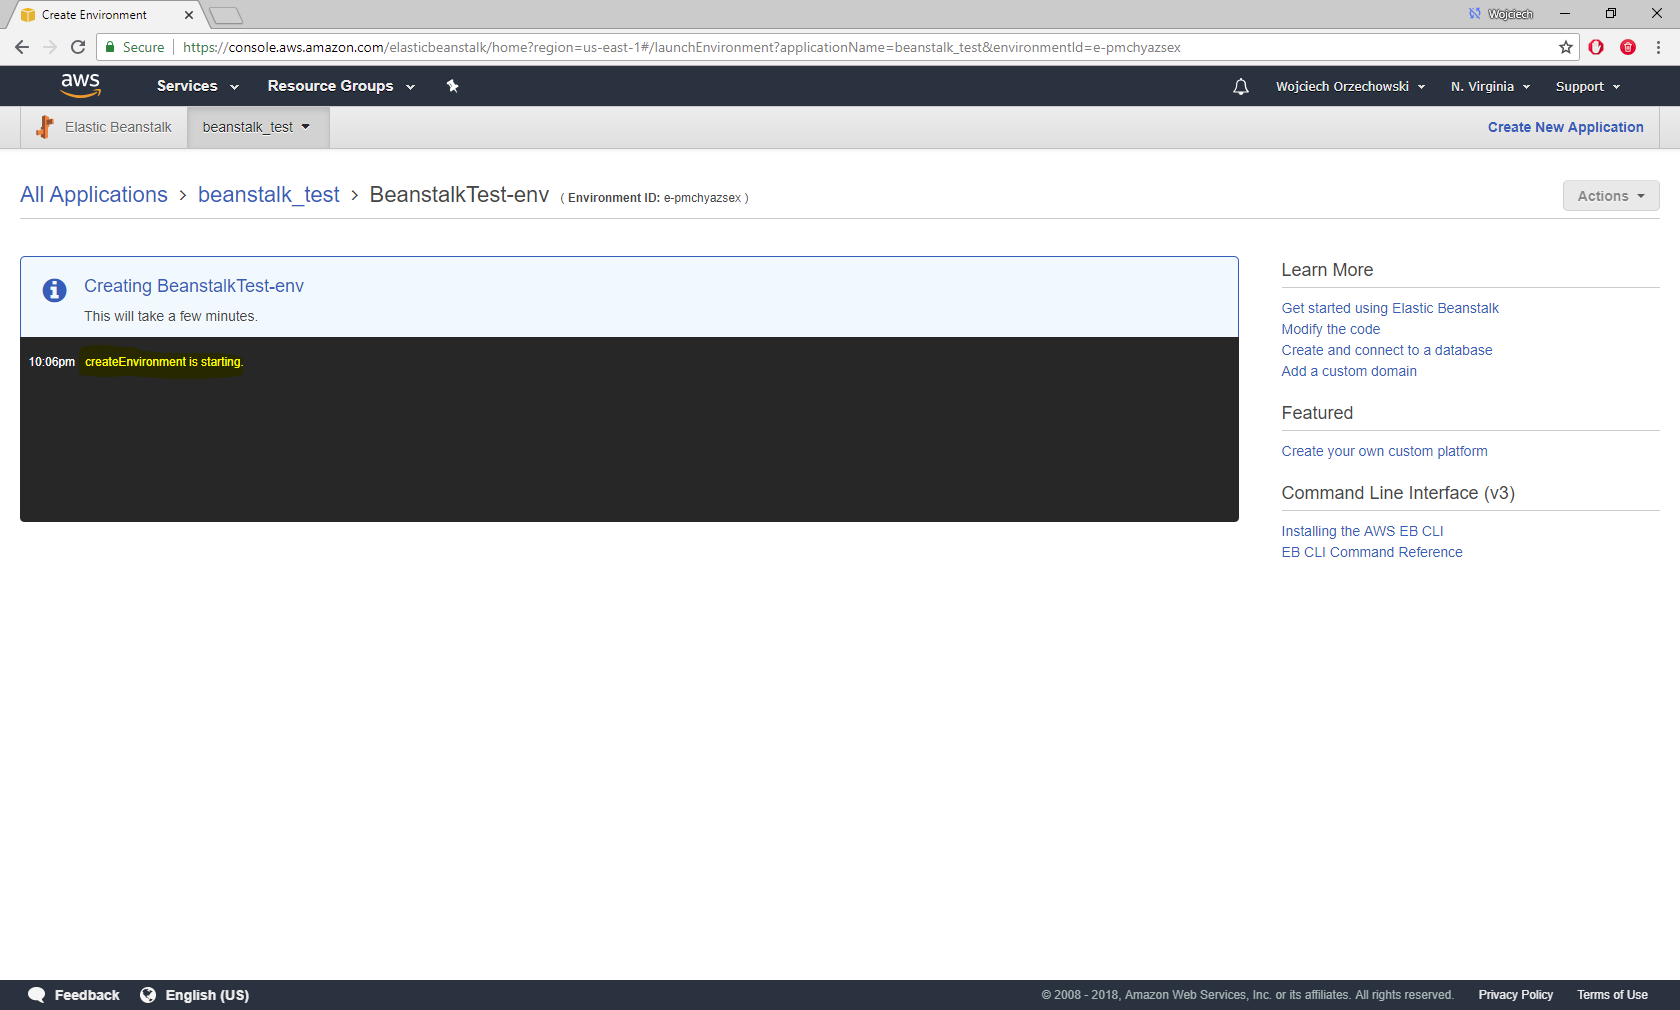 Create Environment
Wojciech
Secure
https://console.aws.amazon.com/elasticbeanstalk/home?region=us-east-1#/launchEnvironment?applicationName=beanstalk_test&environmentId=e-pmchyazsex
aws
Services
Resource Groups
Wojciech Orzechowski
N. Virginia
Support
Elastic Beanstalk
beanstalk_test
Create New Application
All Applications > beanstalk_test > BeanstalkTest-env ( Environment ID: e-pmchyazsex )
Actions
Creating BeanstalkTest-env
This will take a few minutes.
10:06pm createEnvironment is starting.
Learn More
Get started using Elastic Beanstalk
Modify the code
Create and connect to a database
Add a custom domain
Featured
Create your own custom platform
Command Line Interface (v3)
Installing the AWS EB CLI
EB CLI Command Reference
Feedback
English (US)
© 2008 - 2018, Amazon Web Services, Inc. or its affiliates. All rights reserved.
Privacy Policy
Terms of Use